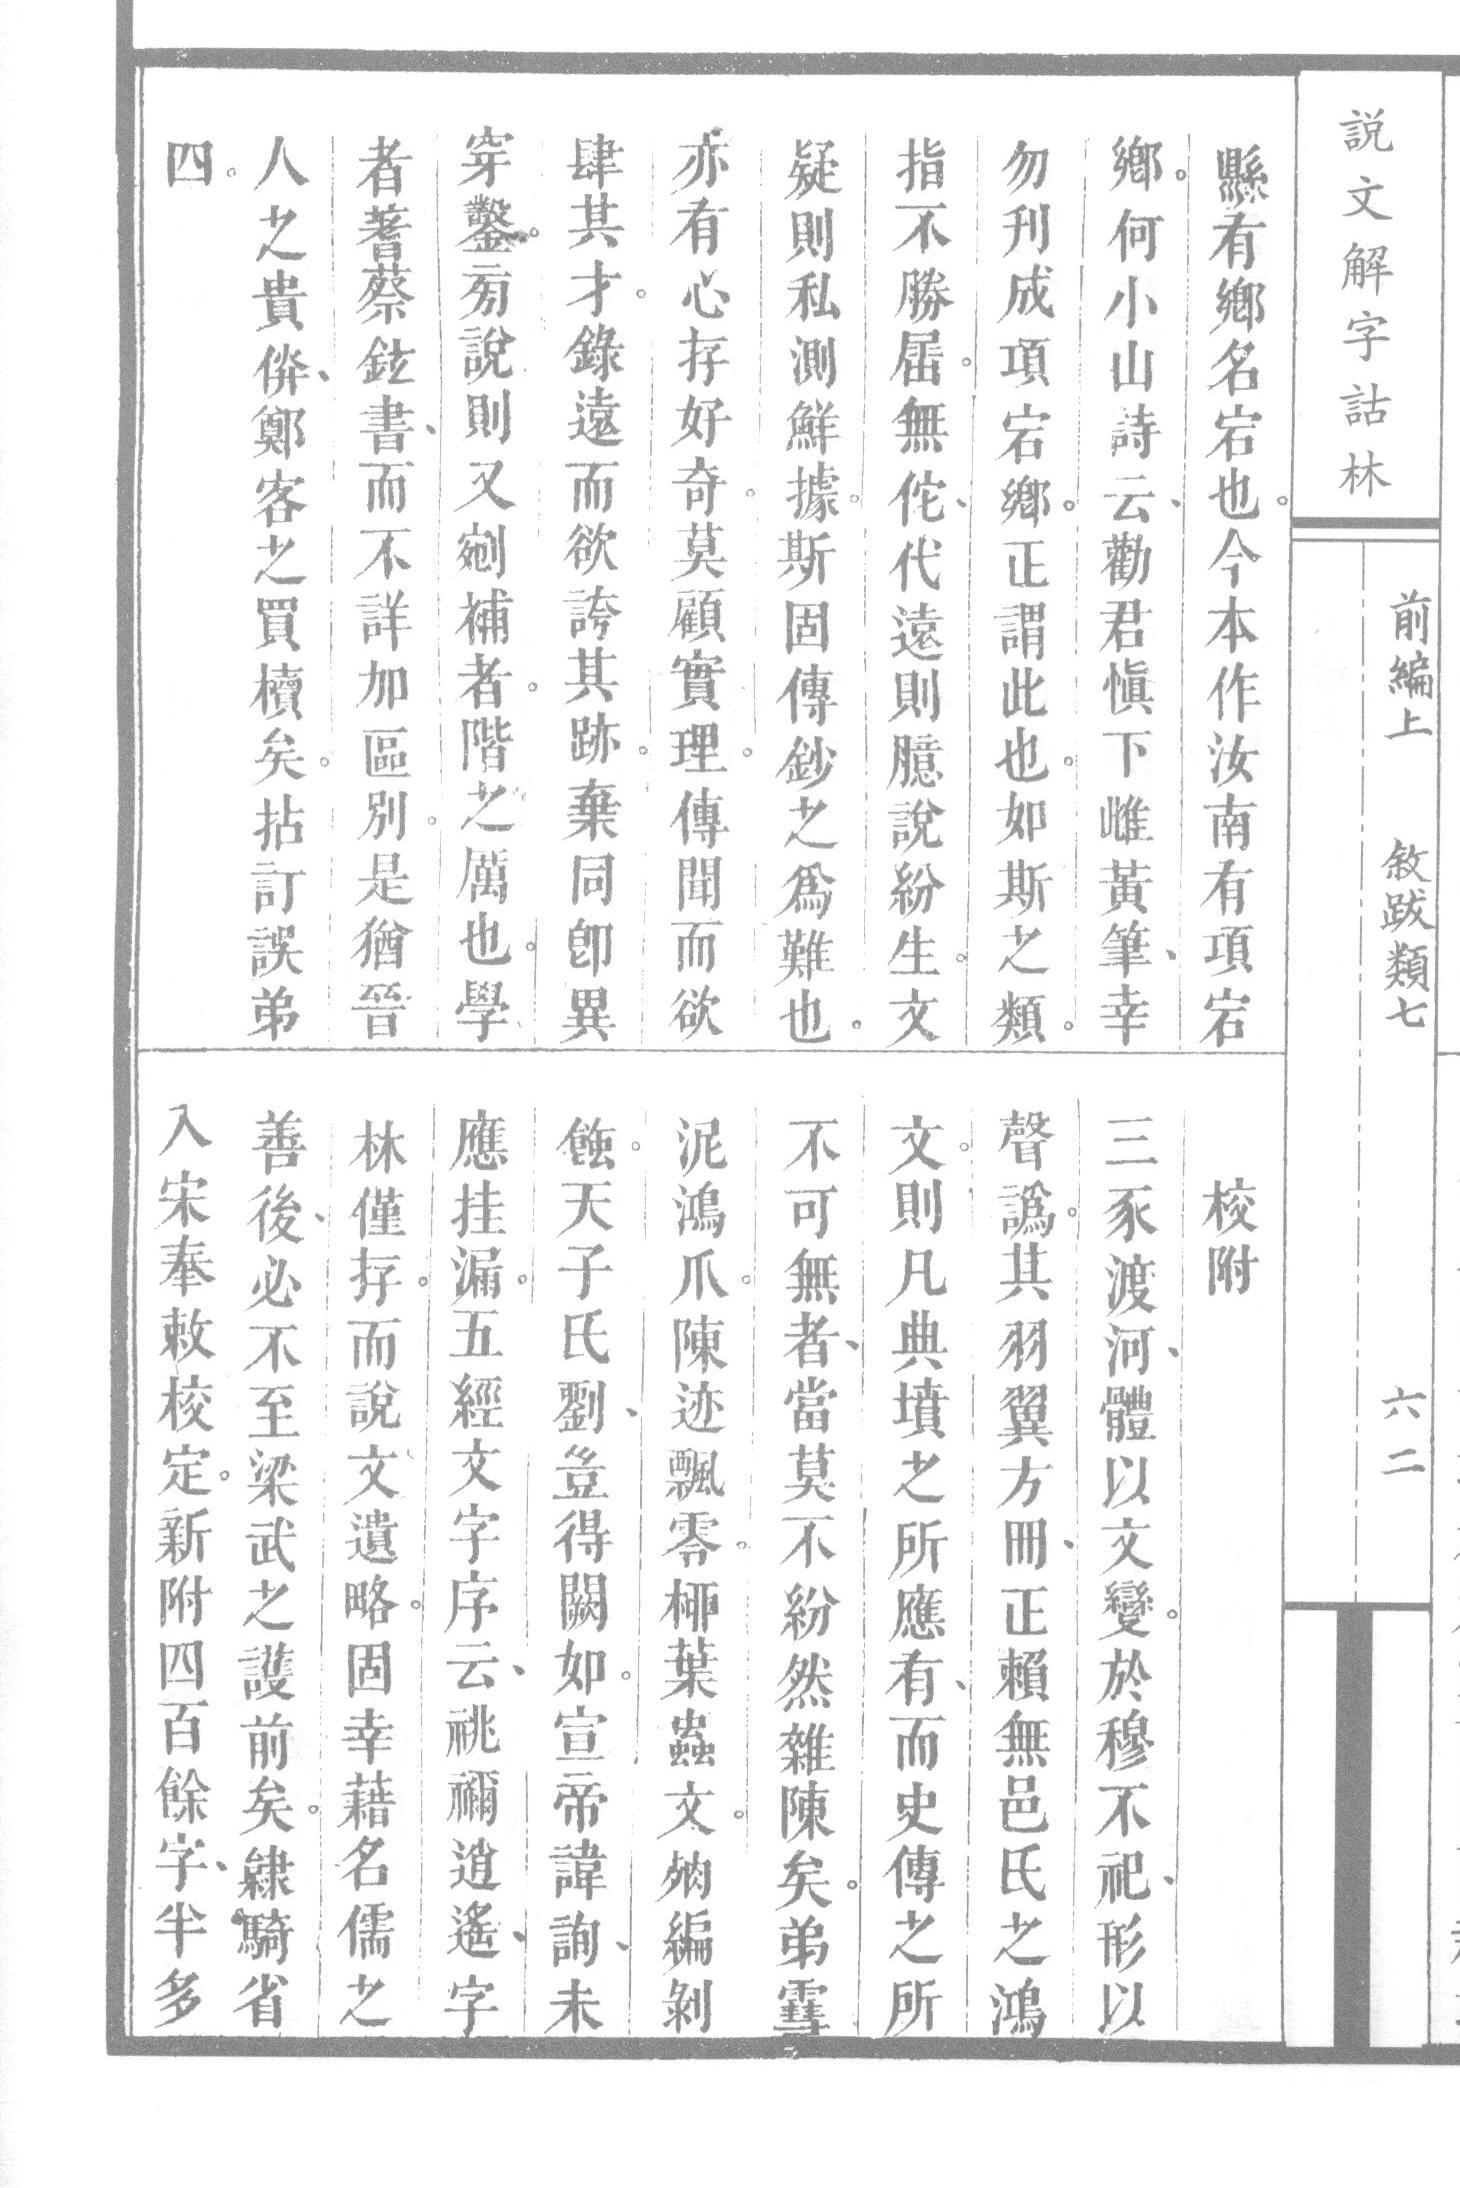 説文解字詁林
前編上　敘跋類七
六二
縣有鄉名宕也。今本作汝南有項宕
鄉。何小山詩云、勸君愼下雌黃筆、幸
勿刋成項宕鄉。正謂此也。如斯之類。
指不勝屈。無佗、代遠則臆說紛生。文
疑則私測鮮據。斯固傳鈔之爲難也。
亦有心存好奇。莫顧實理。傳聞而欲
肆其才。錄遠而欲誇其跡。棄同卽異
穿鑿。㫄說則又剜補者。階之厲也。學
者蓍蔡鉉書、而不詳加區別。是猶晉
人之貴偨、鄭客之買櫝矣。拈訂誤弟
四。
校附
三豕渡河、體以文變。於穆不祀、形以
聲譌。其羽翼方冊、正賴無邑氏之鴻
文。則凡典墳之所應有、而史傳之所
不可無者、當莫不紛然雜陳矣。弟霣
泥鴻爪。陳迹飄零。桺葉蟲文。㱙編剝
蝕。天子氏劉、豈得闕如。宣帝諱詢、未
應挂漏。五經文字序云、祧禰逍遙、字
林僅存。而說文遺略。固幸藉名儒之
善後、必不至梁武之護前矣。隷騎省
入宋奉敕校定。新附四百餘字、半多